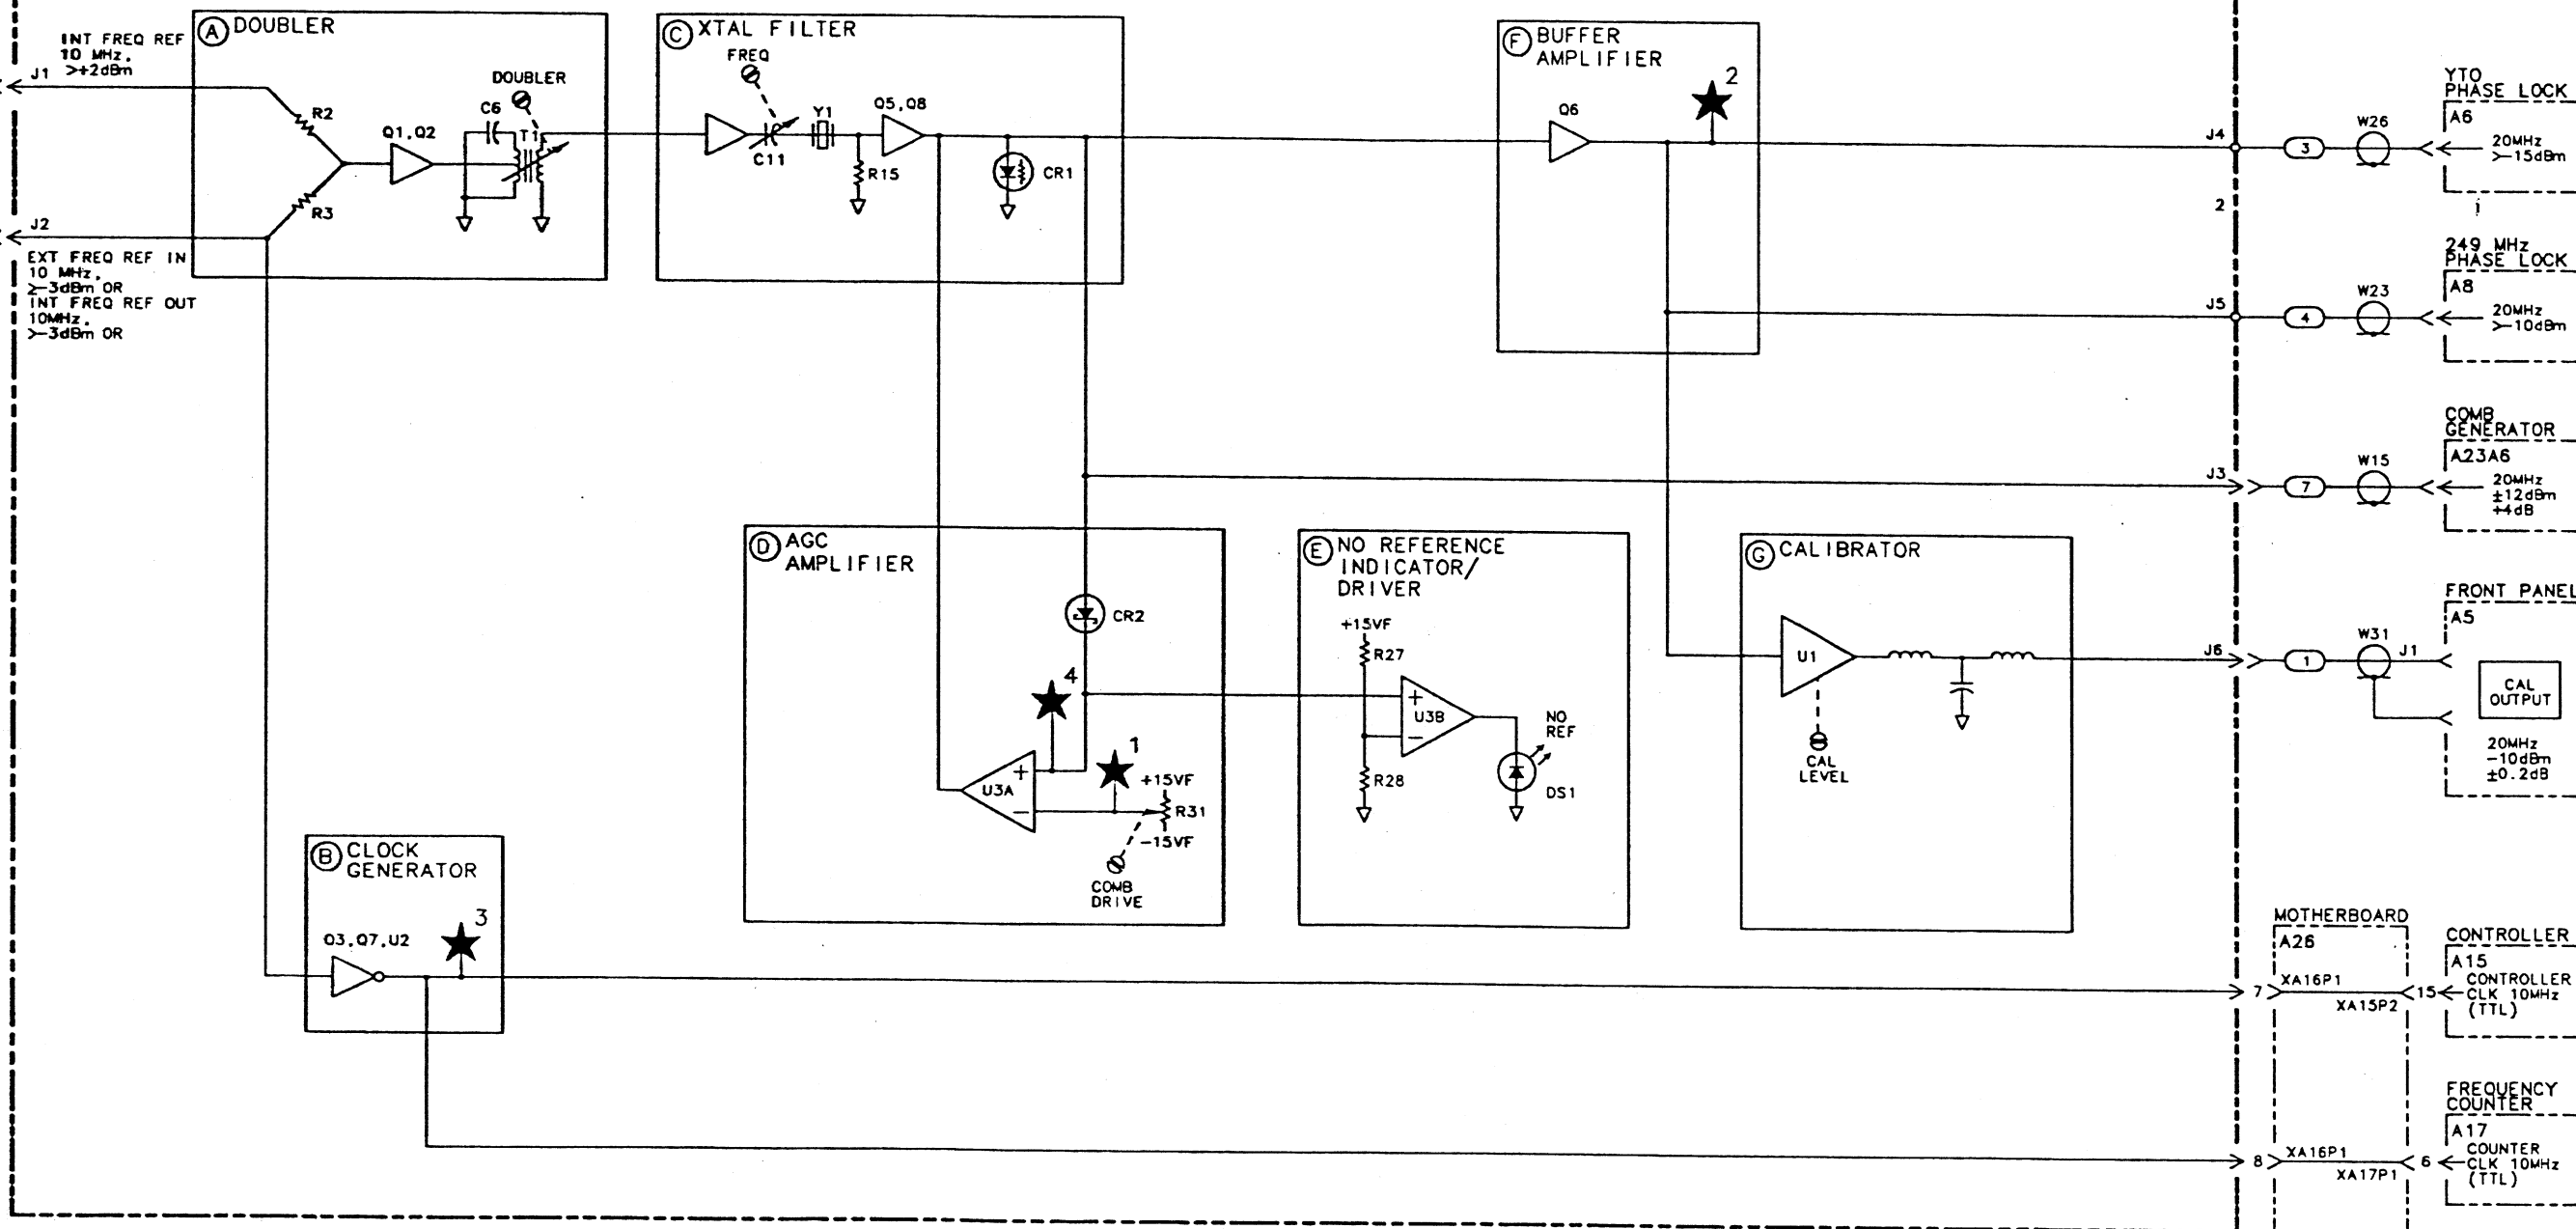 INT FREQ REF
10 MHz.
>+2dBm
J1
A DOUBLER
R2
R3
Q1,Q2
C6
DOUBLER
T1
J2
EXT FREQ REF IN
10 MHz.
>-3dBm OR
INT FREQ REF OUT
10MHz.
>-3dBm OR
C XTAL FILTER
FREQ
C11
Y1
R15
Q5,Q8
CR1
F BUFFER
AMPLIFIER
Q6
2
J4
3
W26
YTO
PHASE LOCK
A6
20MHz
>-15dBm
2
i
J5
4
W23
249 MHz
PHASE LOCK
A8
20MHz
>-10dBm
J3
7
W15
COMB
GENERATOR
A23A6
20MHz
±12dBm
+4dB
D AGC
AMPLIFIER
CR2
4
1
U3A
+
-
+15VF
R31
-15VF
COMB
DRIVE
E NO REFERENCE
INDICATOR/
DRIVER
+15VF
R27
R28
+
U3B
-
NO
REF
DS1
G CALIBRATOR
U1
CAL
LEVEL
J6
1
W31
J1
FRONT PANEL
A5
CAL
OUTPUT
20MHz
-10dBm
±0.2dB
B CLOCK
GENERATOR
Q3,Q7,U2
3
MOTHERBOARD
A26
7
XA16P1
XA15P2
15
CONTROLLER
A15
CONTROLLER
CLK 10MHz
(TTL)
8
XA16P1
XA17P1
6
FREQUENCY
COUNTER
A17
COUNTER
CLK 10MHz
(TTL)